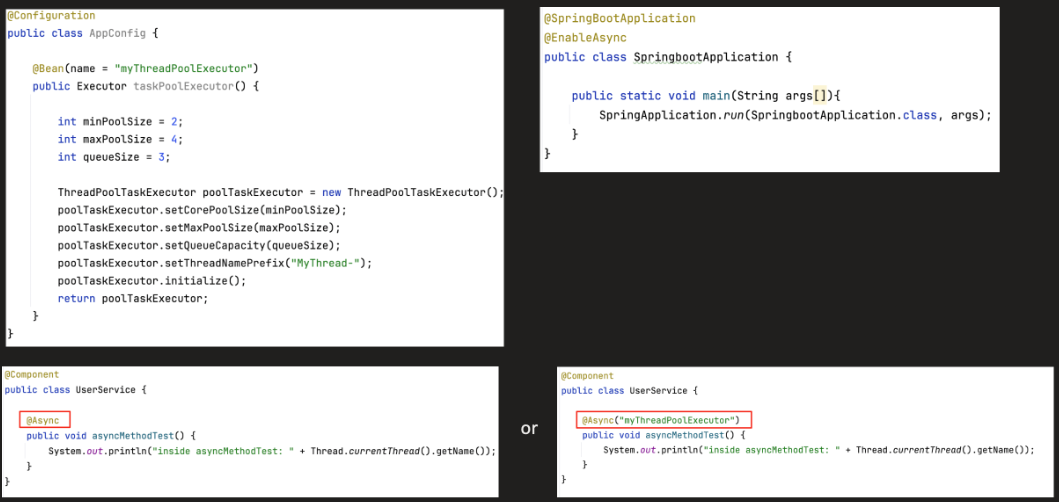 @Configuration
public class AppConfig {
@Bean(name = "myThreadPoolExecutor")
public Executor taskPoolExecutor() {
int minPoolSize = 2;
int maxPoolSize = 4;
int queueSize = 3;
ThreadPoolTaskExecutor poolTaskExecutor = new ThreadPoolTaskExecutor();
poolTaskExecutor.setCorePoolSize(minPoolSize);
poolTaskExecutor.setMaxPoolSize(maxPoolSize);
poolTaskExecutor.setQueueCapacity(queueSize);
poolTaskExecutor.setThreadNamePrefix("MyThread-");
poolTaskExecutor.initialize();
return poolTaskExecutor;
}
}
@SpringBootApplication
@EnableAsync
public class SpringbootApplication {
public static void main(String args[]){
SpringApplication.run(SpringbootApplication.class, args);
}
}
@Component
public class UserService {
@Async
public void asyncMethodTest() {
System.out.println("inside asyncMethodTest: " + Thread.currentThread().getName());
}
}
or
@Component
public class UserService {
@Async("myThreadPoolExecutor")
public void asyncMethodTest() {
System.out.println("inside asyncMethodTest: " + Thread.currentThread().getName());
}
}